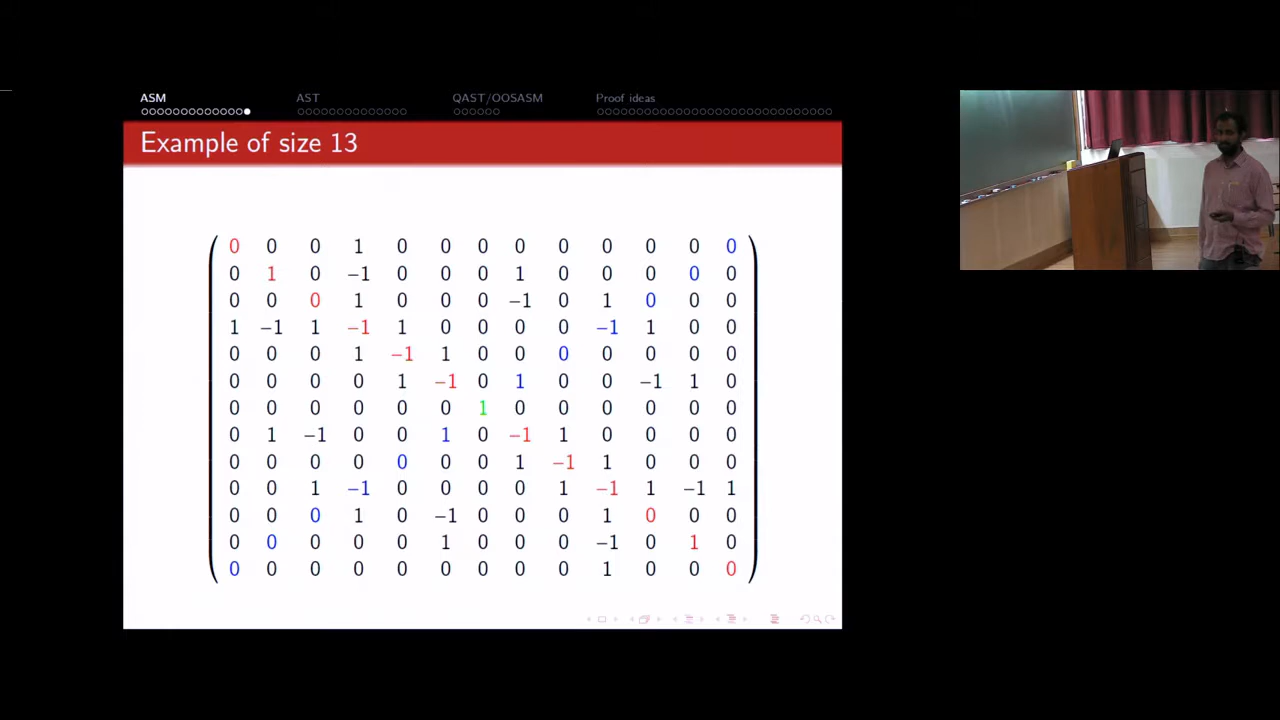 ASM AST QAST/OOSASM Proof ideas
Example of size 13
0 0 0 1 0 0 0 0 0 0 0 0 0
0 1 0 −1 0 0 0 1 0 0 0 0 0
0 0 0 1 0 0 0 −1 0 1 0 0 0
1 −1 1 −1 1 0 0 0 0 −1 1 0 0
0 0 0 1 −1 1 0 0 0 0 0 0 0
0 0 0 0 1 −1 0 1 0 0 −1 1 0
0 0 0 0 0 0 1 0 0 0 0 0 0
0 1 −1 0 0 1 0 −1 1 0 0 0 0
0 0 0 0 0 0 0 1 −1 1 0 0 0
0 0 1 −1 0 0 0 0 1 −1 1 −1 1
0 0 0 1 0 −1 0 0 0 1 0 0 0
0 0 0 0 0 1 0 0 0 −1 0 1 0
0 0 0 0 0 0 0 0 0 1 0 0 0